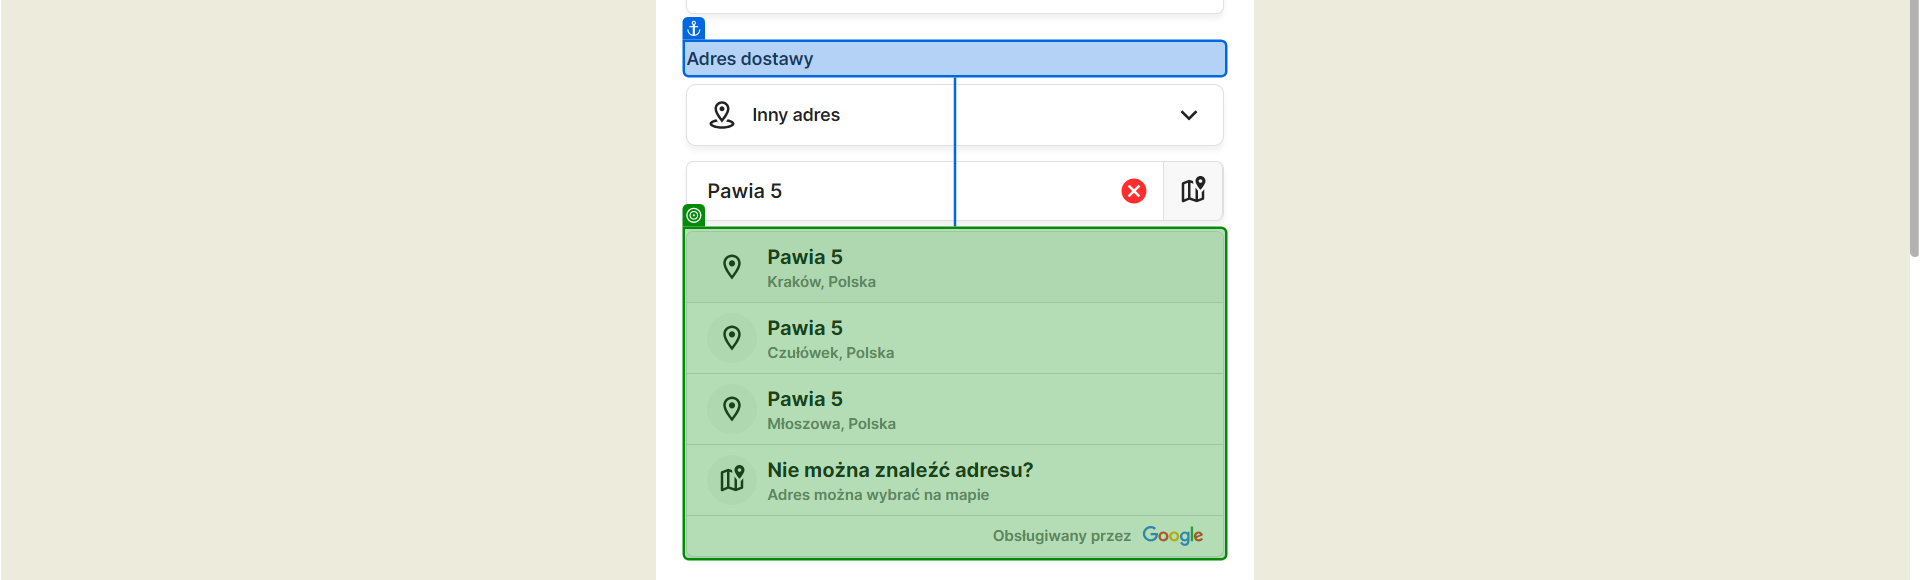 Adres dostawy
Inny adres
Pawia 5
Pawia 5
Kraków, Polska
Pawia 5
Czułówek, Polska
Pawia 5
Młoszowa, Polska
Nie można znaleźć adresu?
Adres można wybrać na mapie
Obsługiwany przez Google